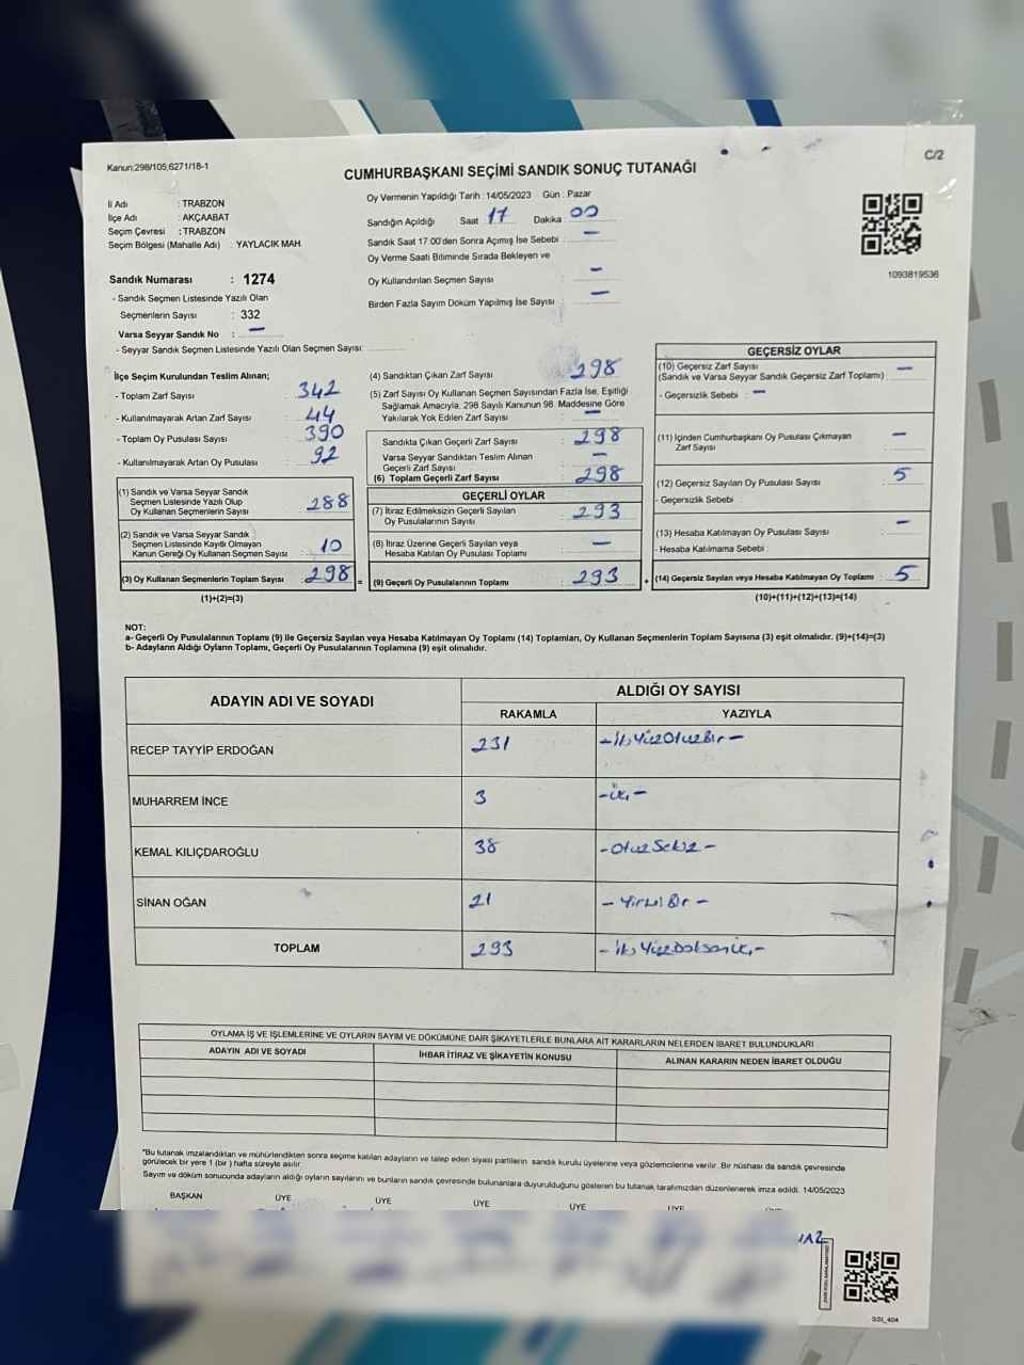 Kanun;298/105,6271/18-1
C/2
CUMHURBAŞKANI SEÇİMİ SANDIK SONUÇ TUTANAĞI
İl Adı : TRABZON
İlçe Adı : AKÇAABAT
Seçim Çevresi : TRABZON
Seçim Bölgesi (Mahalle Adı) : YAYLACIK MAH.
Oy Vermenin Yapıldığı Tarih : 14/05/2023 Gün : Pazar
Sandığın Açıldığı Saat 17 Dakika 00
Sandık Saat 17:00'den Sonra Açımış İse Sebebi : —
Oy Verme Saati Bitiminde Sırada Bekleyen ve
Oy Kullandırılan Seçmen Sayısı —
Birden Fazla Sayım Döküm Yapılmış İse Sayısı : —
1093819536
Sandık Numarası : 1274
- Sandık Seçmen Listesinde Yazılı Olan
Seçmenlerin Sayısı : 332
Varsa Seyyar Sandık No : —
- Seyyar Sandık Seçmen Listesinde Yazılı Olan Seçmen Sayısı:
İlçe Seçim Kurulundan Teslim Alınan;
- Toplam Zarf Sayısı : 342
- Kullanılmayarak Artan Zarf Sayısı : 44
- Toplam Oy Pusulası Sayısı : 390
- Kullanılmayarak Artan Oy Pusulası : 92
(1) Sandık ve Varsa Seyyar Sandık
Seçmen Listesinde Yazılı Olup
Oy Kullanan Seçmenlerin Sayısı : 288
(2) Sandık ve Varsa Seyyar Sandık
Seçmen Listesinde Kayıtlı Olmayan
Kanun Gereği Oy Kullanan Seçmen Sayısı : 10
(3) Oy Kullanan Seçmenlerin Toplam Sayısı : 298 =
(1)+(2)=(3)
(4) Sandıktan Çıkan Zarf Sayısı : 298
(5) Zarf Sayısı Oy Kullanan Seçmen Sayısından Fazla İse, Eşitliği
Sağlamak Amacıyla, 298 Sayılı Kanunun 98. Maddesine Göre
Yakılarak Yok Edilen Zarf Sayısı : —
Sandıkta Çıkan Geçerli Zarf Sayısı : 298
Varsa Seyyar Sandıktan Teslim Alınan
Geçerli Zarf Sayısı : —
(6) Toplam Geçerli Zarf Sayısı : 298
GEÇERLİ OYLAR
(7) İtiraz Edilmeksizin Geçerli Sayılan
Oy Pusulalarının Sayısı : 293
(8) İtiraz Üzerine Geçerli Sayılan veya
Hesaba Katılan Oy Pusulası Toplamı : —
(9) Geçerli Oy Pusulalarının Toplamı : 293 +
GEÇERSİZ OYLAR
(10) Geçersiz Zarf Sayısı
(Sandık ve Varsa Seyyar Sandık Geçersiz Zarf Toplamı) : —
- Geçersizlik Sebebi : —
(11) İçinden Cumhurbaşkanı Oy Pusulası Çıkmayan
Zarf Sayısı : —
(12) Geçersiz Sayılan Oy Pusulası Sayısı : 5
- Geçersizlik Sebebi :
(13) Hesaba Katılmayan Oy Pusulası Sayısı : —
- Hesaba Katılmama Sebebi :
(14) Geçersiz Sayılan veya Hesaba Katılmayan Oy Toplamı : 5
(10)+(11)+(12)+(13)=(14)
NOT:
a- Geçerli Oy Pusulalarının Toplamı (9) ile Geçersiz Sayılan veya Hesaba Katılmayan Oy Toplamı (14) Toplamları, Oy Kullanan Seçmenlerin Toplam Sayısına (3) eşit olmalıdır. (9)+(14)=(3)
b- Adayların Aldığı Oyların Toplamı, Geçerli Oy Pusulalarının Toplamına (9) eşit olmalıdır.
ADAYIN ADI VE SOYADI
ALDIĞI OY SAYISI
RAKAMLA YAZIYLA
RECEP TAYYİP ERDOĞAN 231 -İkiYüzOtuzBir-
MUHARREM İNCE 3 -Üç-
KEMAL KILIÇDAROĞLU 38 -OtuzSekiz-
SİNAN OĞAN 21 -YirmiBir-
TOPLAM 293 -İkiYüzDoksanÜç-
OYLAMA İŞ VE İŞLEMLERİNE VE OYLARIN SAYIM VE DÖKÜMÜNE DAİR ŞİKAYETLERLE BUNLARA AİT KARARLARIN NELERDEN İBARET BULUNDUKLARI
ADAYIN ADI VE SOYADI İHBAR İTİRAZ VE ŞİKAYETİN KONUSU ALINAN KARARIN NEDEN İBARET OLDUĞU
"Bu tutanak imzalandıktan ve mühürlendikten sonra seçime katılan adayların ve talep eden siyasi partilerin sandık kurulu üyelerine veya gözlemcilerine verilir. Bir nüshası da sandık çevresinde
görülecek bir yere 1 (bir ) hafta süreyle asılır.
Sayım ve döküm sonucunda adayların aldığı oyların sayılarını ve bunların sandık çevresinde bulunanlara duyurulduğunu gösteren bu tutanak tarafımızdan düzenlenerek imza edildi. 14/05/2023
BAŞKAN ÜYE ÜYE ÜYE ÜYE ÜYE
SSI_404